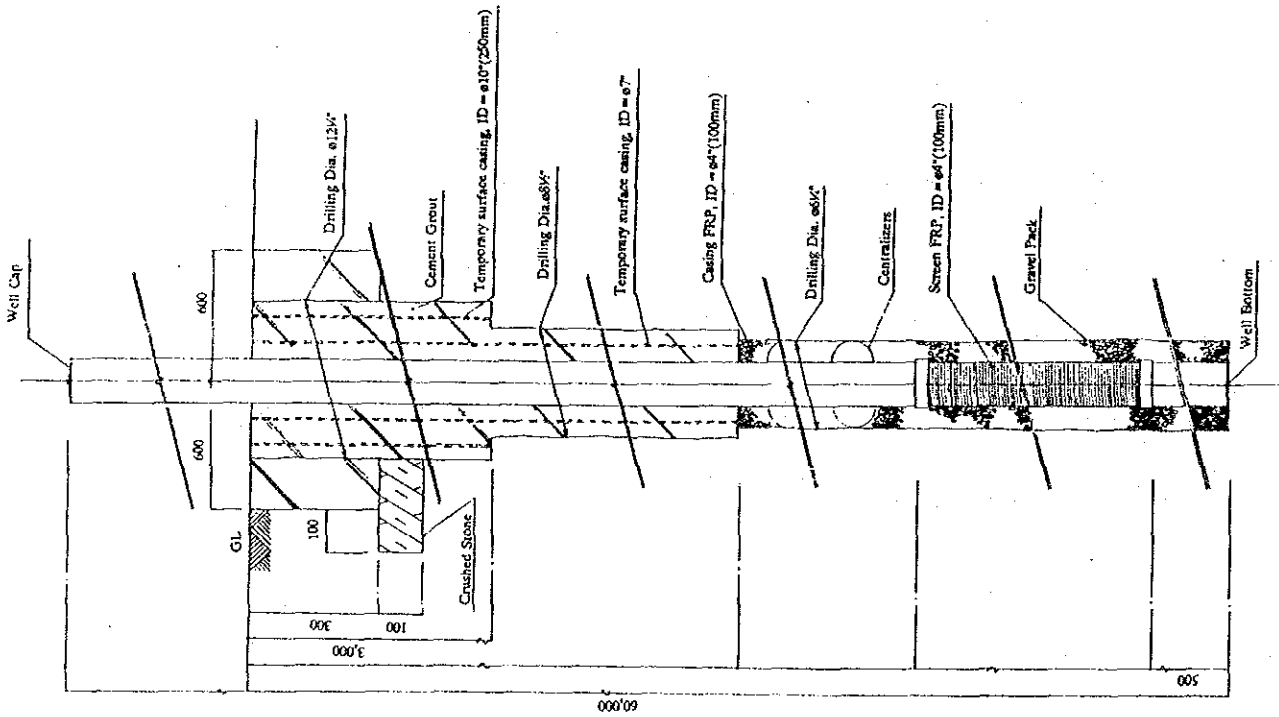 Well Cap
600
600
GL
100
Crushed Stone
300
100
3,000
60,000
500
Drilling Dia. ø12¼"
Cement Grout
Temporary surface casing, ID = ø10"(250mm)
Drilling Dia.ø8½"
Temporary surface casing, ID = ø7"
Casing FRP, ID = ø4"(100mm)
Drilling Dia. ø6¼"
Centralizers
Screen FRP, ID = ø4"(100mm)
Gravel Pack
Well Bottom